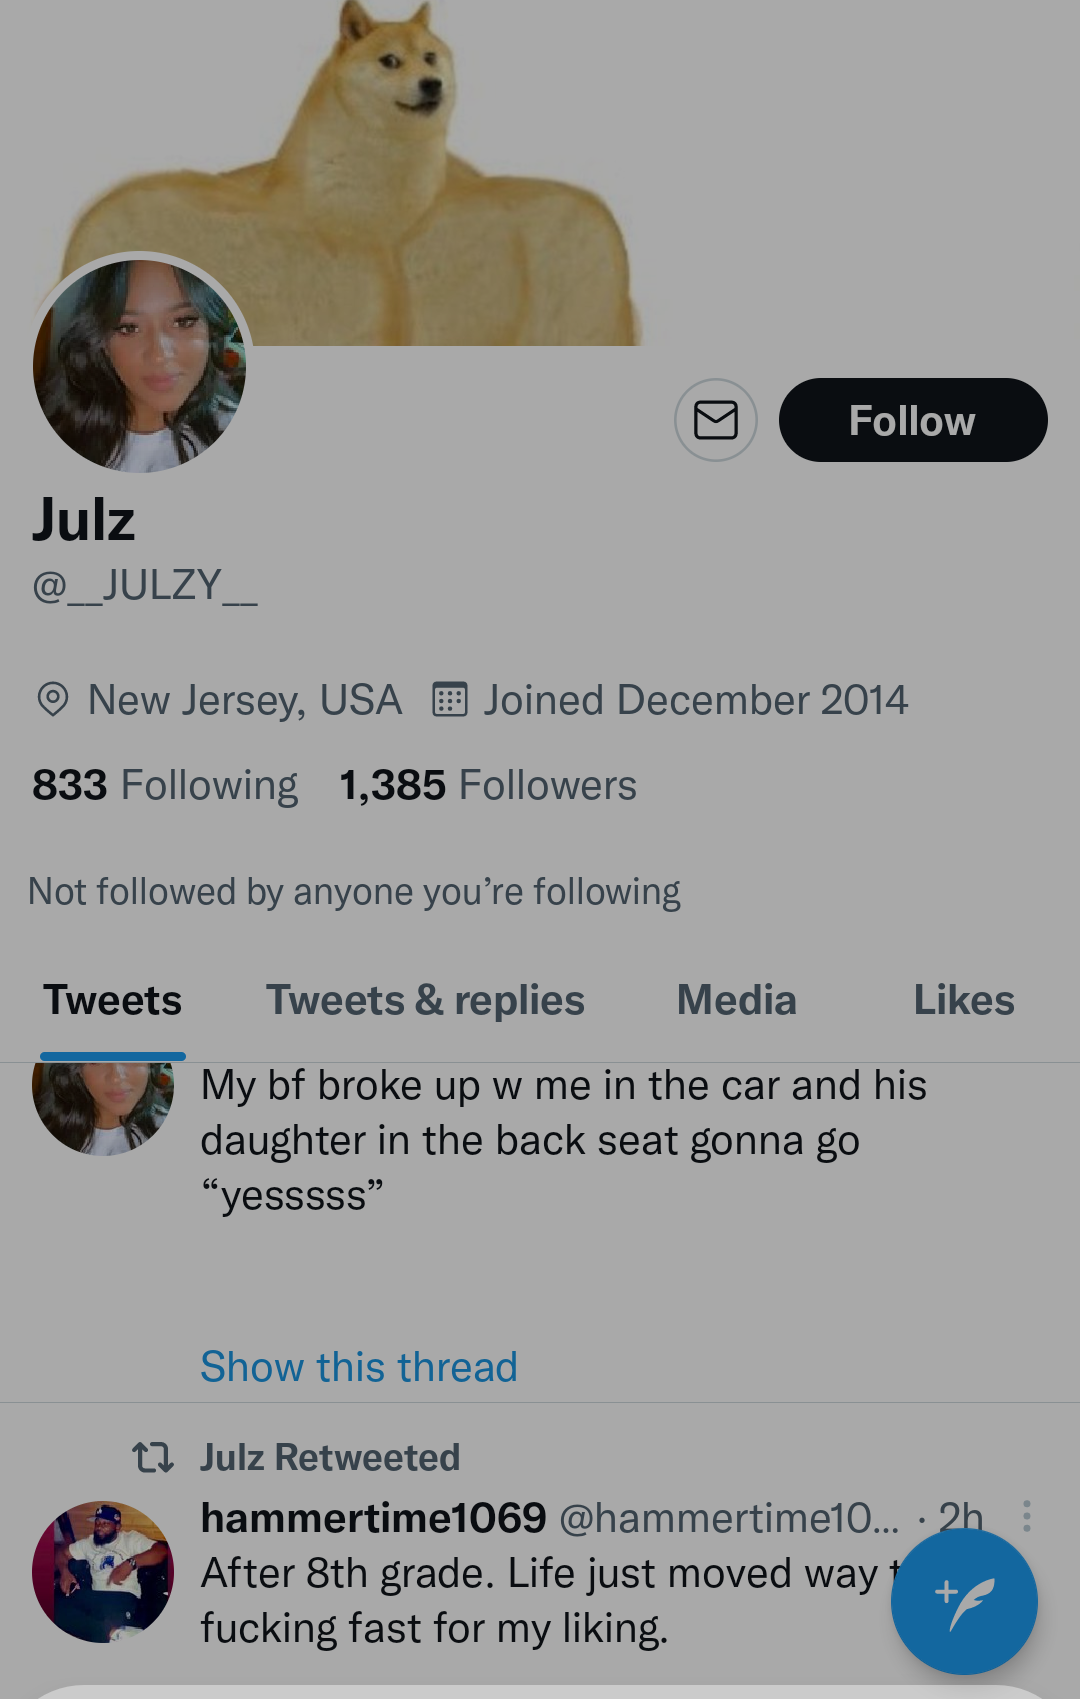 Follow
Julz
@__JULZY__
New Jersey, USA Joined December 2014
833 Following 1,385 Followers
Not followed by anyone you’re following
Tweets Tweets & replies Media Likes
My bf broke up w me in the car and his
daughter in the back seat gonna go
“yesssss”
Show this thread
Julz Retweeted
hammertime1069 @hammertime10... · 2h
After 8th grade. Life just moved way
fucking fast for my liking.